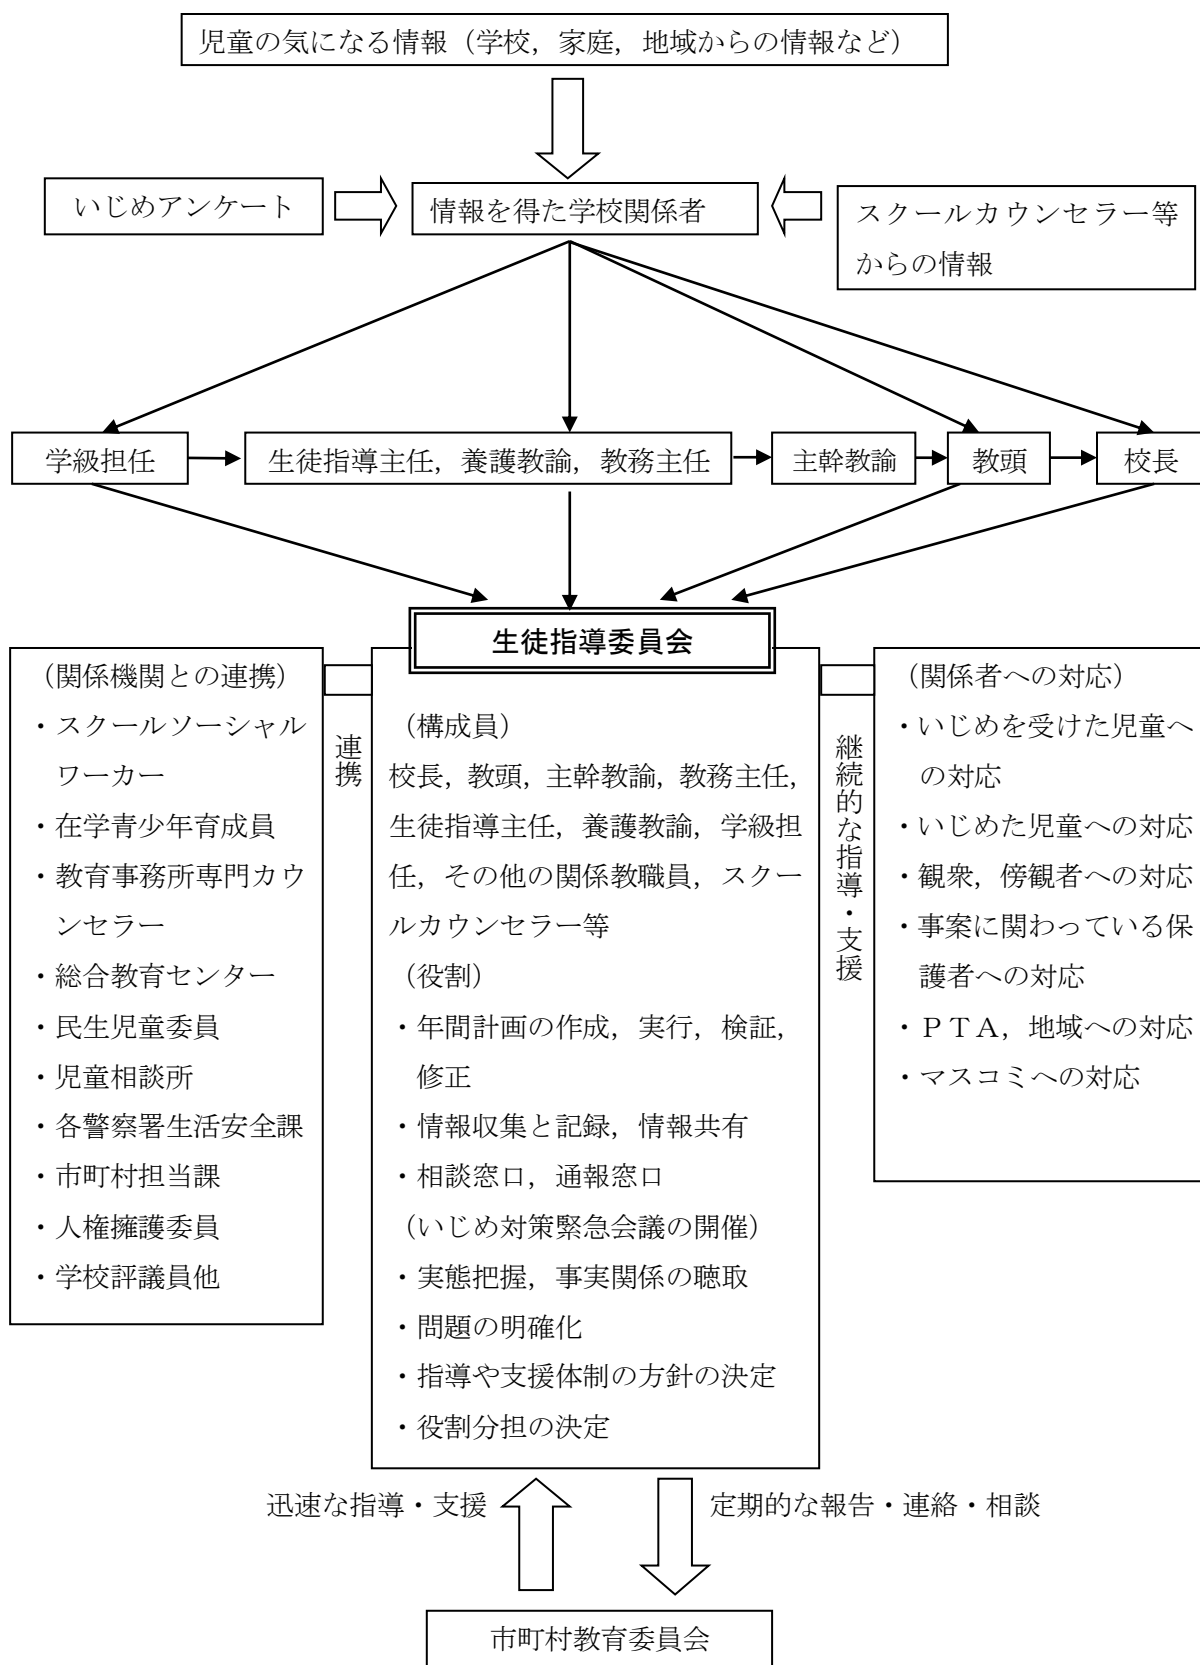 児童の気になる情報（学校，家庭，地域からの情報など）
いじめアンケート
情報を得た学校関係者
スクールカウンセラー等
からの情報
学級担任
生徒指導主任，養護教諭，教務主任
主幹教諭
教頭
校長
生徒指導委員会
（関係機関との連携）
・スクールソーシャル
ワーカー
・在学青少年育成員
・教育事務所専門カウ
ンセラー
・総合教育センター
・民生児童委員
・児童相談所
・各警察署生活安全課
・市町村担当課
・人権擁護委員
・学校評議員他
連携
（構成員）
校長，教頭，主幹教諭，教務主任，
生徒指導主任，養護教諭，学級担
任，その他の関係教職員，スクー
ルカウンセラー等
（役割）
・年間計画の作成，実行，検証，
修正
・情報収集と記録，情報共有
・相談窓口，通報窓口
（いじめ対策緊急会議の開催）
・実態把握，事実関係の聴取
・問題の明確化
・指導や支援体制の方針の決定
・役割分担の決定
継続的な指導・支援
（関係者への対応）
・いじめを受けた児童へ
の対応
・いじめた児童への対応
・観衆，傍観者への対応
・事案に関わっている保
護者への対応
・ＰＴＡ，地域への対応
・マスコミへの対応
迅速な指導・支援
定期的な報告・連絡・相談
市町村教育委員会